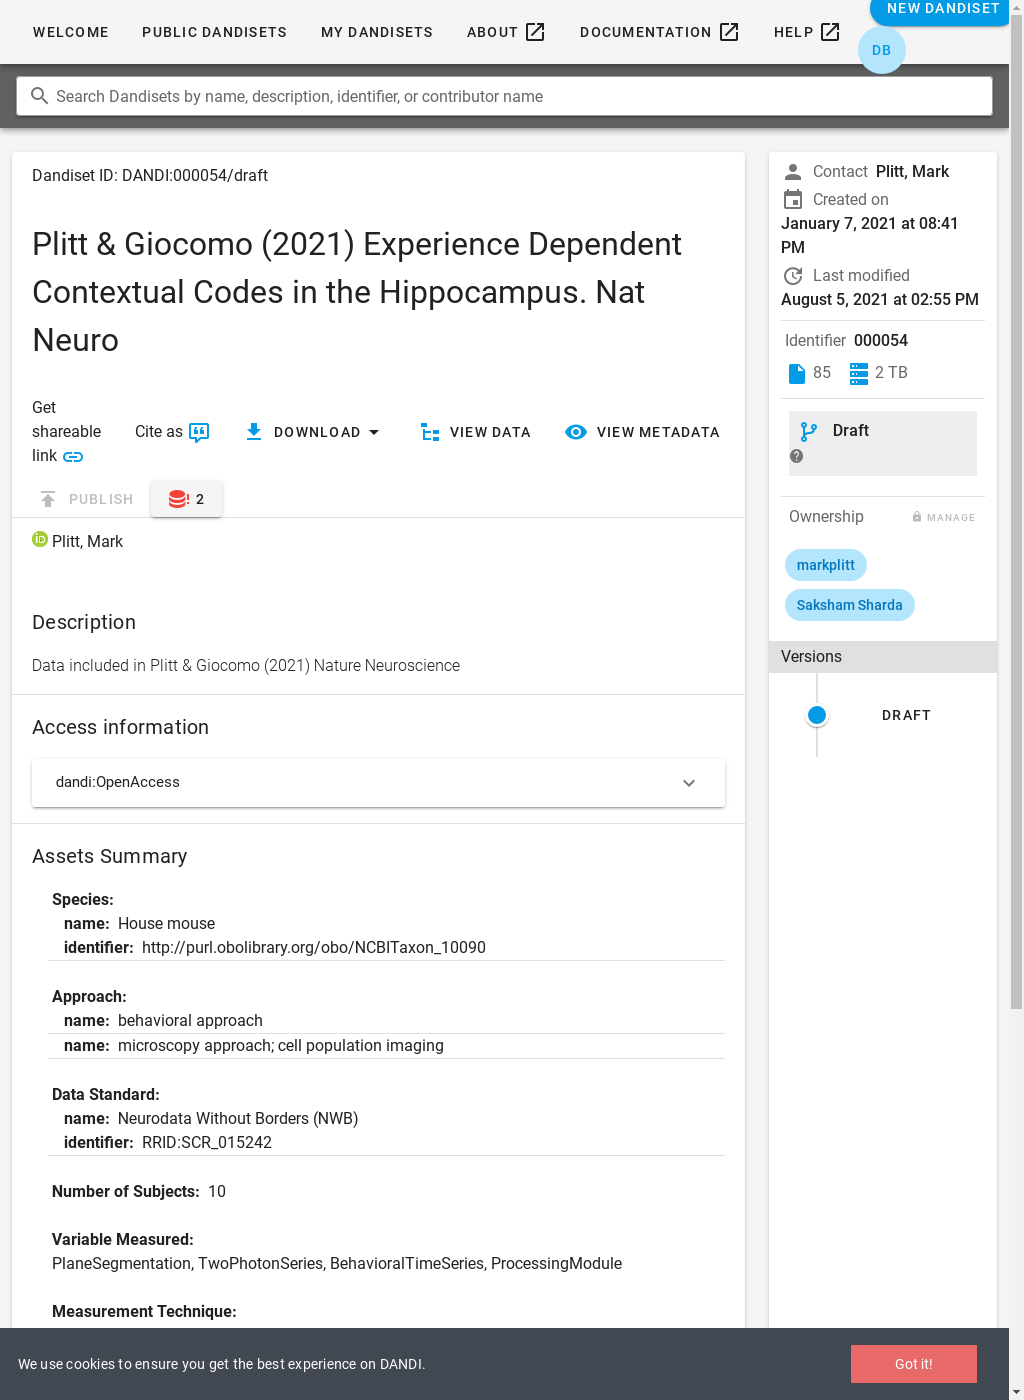 WELCOME PUBLIC DANDISETS MY DANDISETS ABOUT DOCUMENTATION HELP NEW DANDISET
DB
Search Dandisets by name, description, identifier, or contributor name
Dandiset ID: DANDI:000054/draft
Plitt & Giocomo (2021) Experience Dependent
Contextual Codes in the Hippocampus. Nat
Neuro
Get
shareable
link
Cite as
DOWNLOAD
VIEW DATA
VIEW METADATA
PUBLISH
! 2
iD Plitt, Mark
Description
Data included in Plitt & Giocomo (2021) Nature Neuroscience
Access information
dandi:OpenAccess
Assets Summary
Species:
name: House mouse
identifier: http://purl.obolibrary.org/obo/NCBITaxon_10090
Approach:
name: behavioral approach
name: microscopy approach; cell population imaging
Data Standard:
name: Neurodata Without Borders (NWB)
identifier: RRID:SCR_015242
Number of Subjects: 10
Variable Measured:
PlaneSegmentation, TwoPhotonSeries, BehavioralTimeSeries, ProcessingModule
Measurement Technique:
Contact Plitt, Mark
Created on
January 7, 2021 at 08:41
PM
Last modified
August 5, 2021 at 02:55 PM
Identifier 000054
85 2 TB
Draft
?
Ownership MANAGE
markplitt
Saksham Sharda
Versions
DRAFT
We use cookies to ensure you get the best experience on DANDI.
Got it!